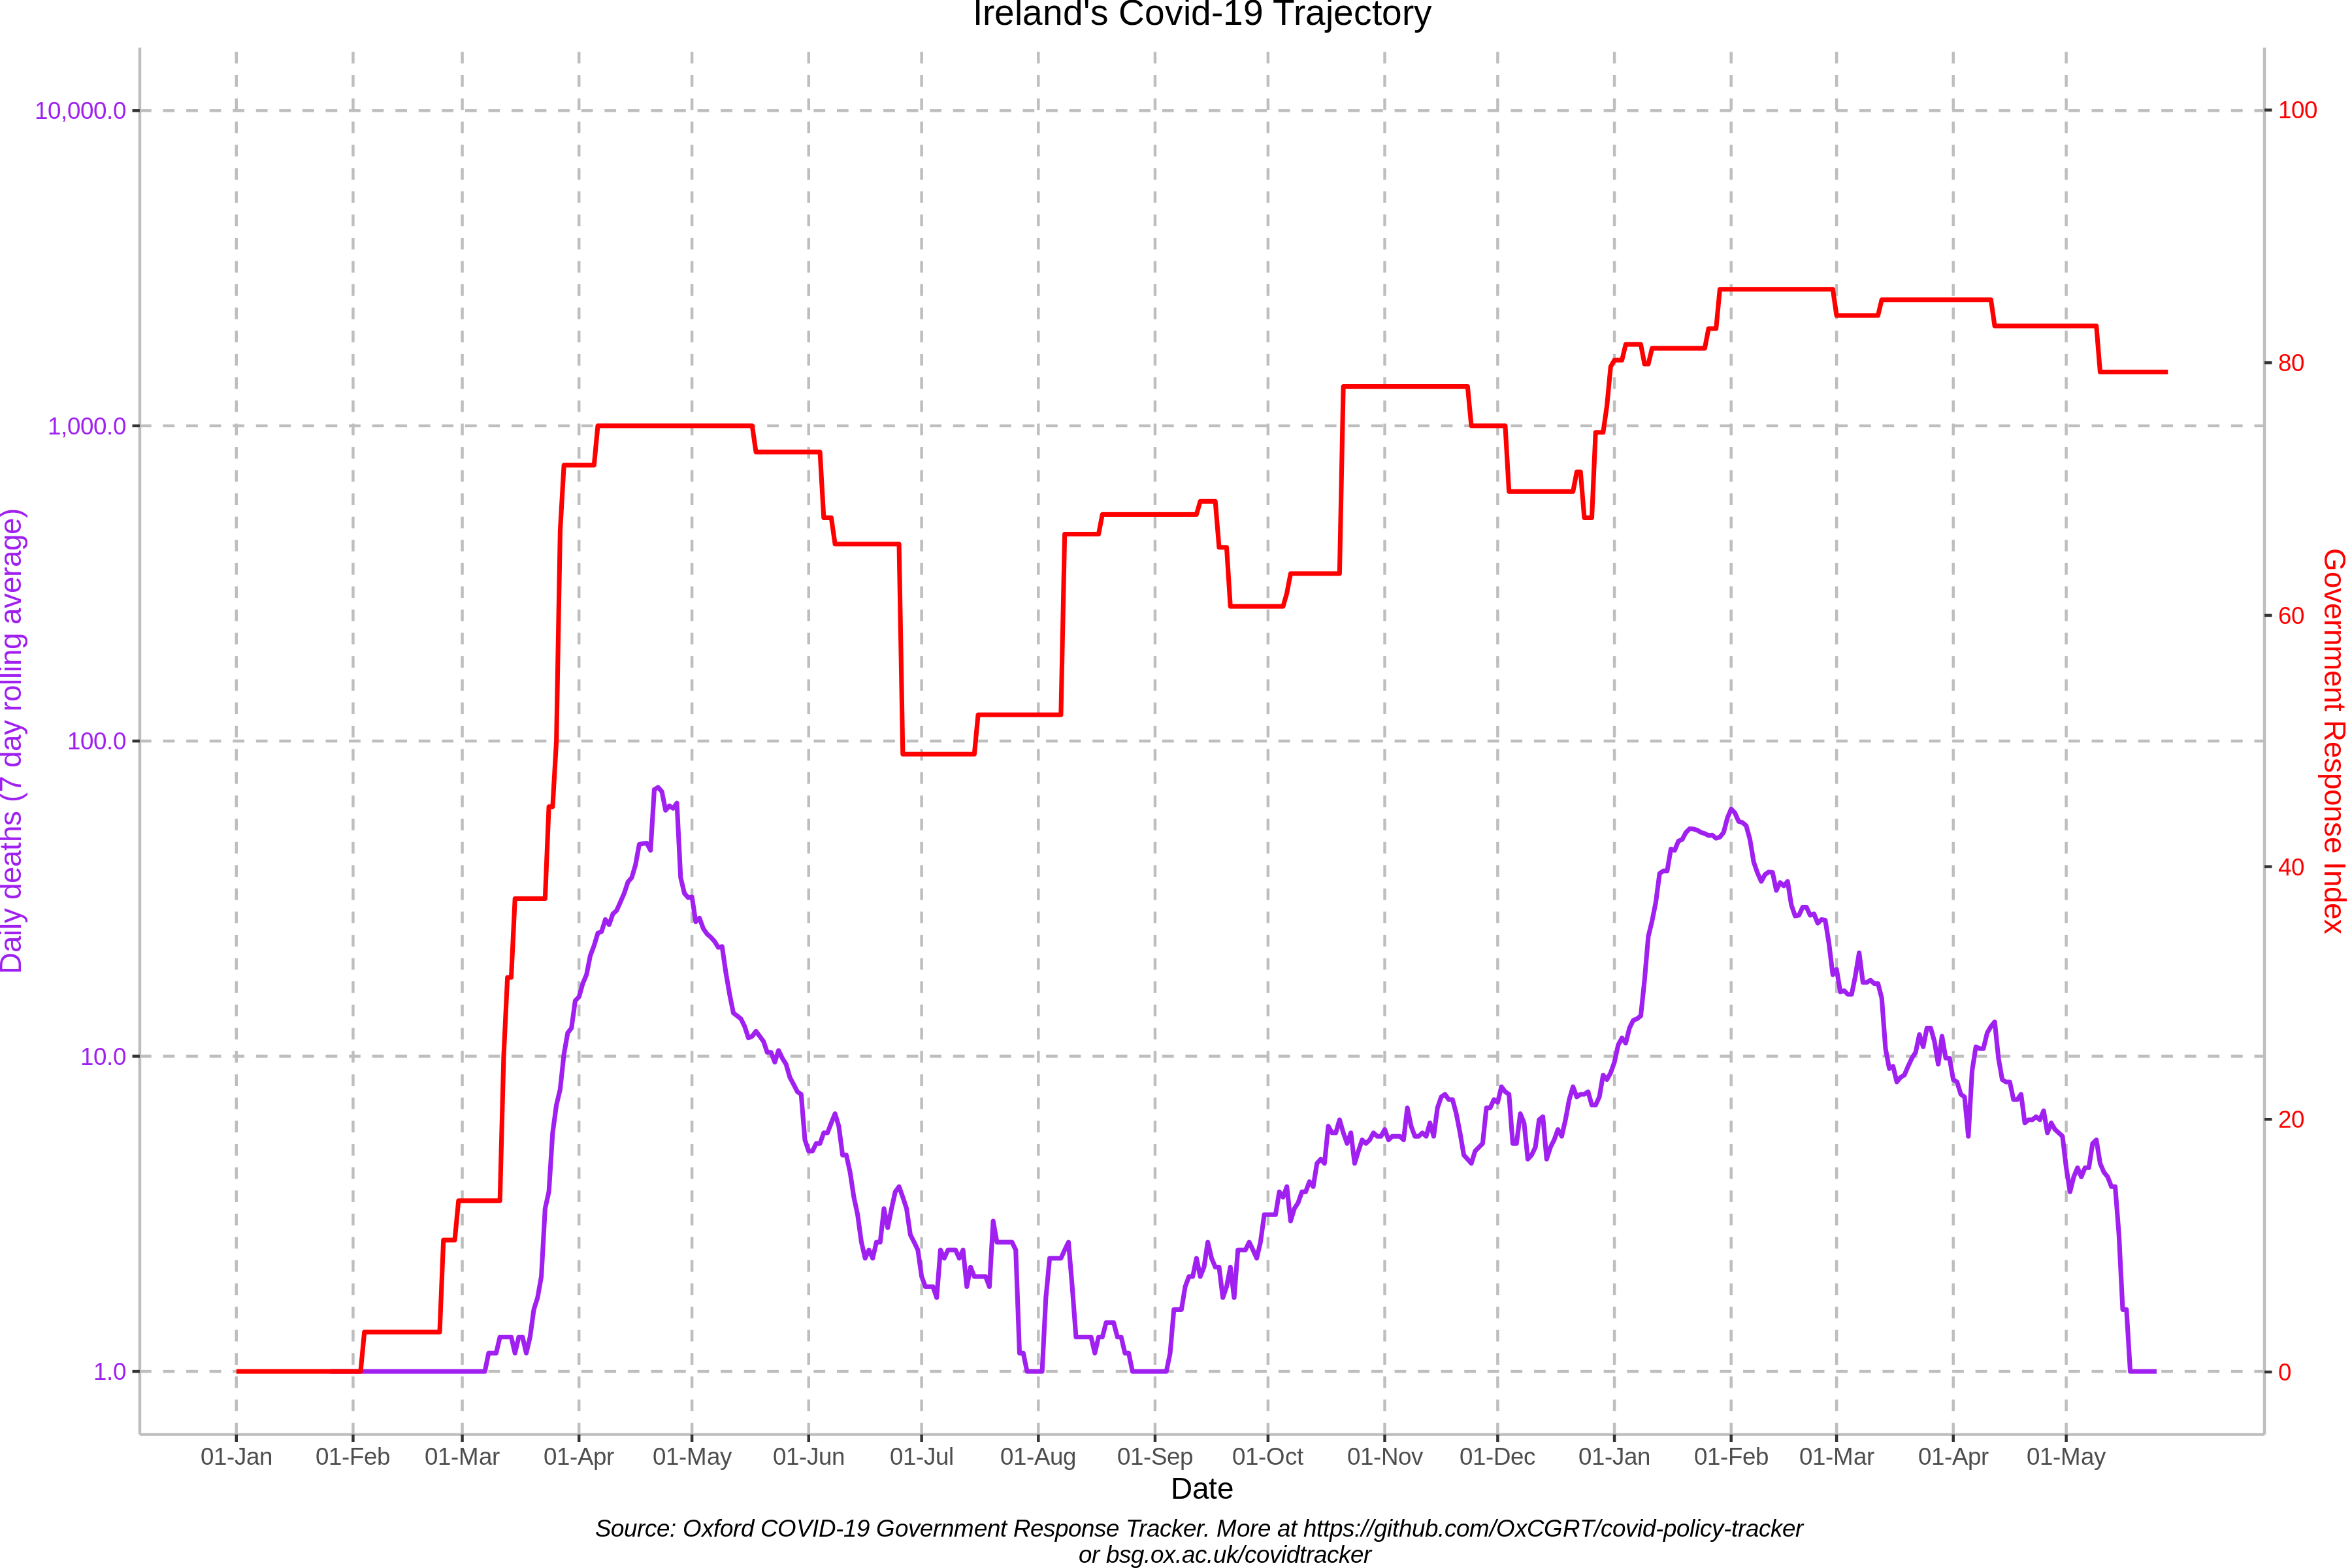 Ireland's Covid-19 Trajectory
10,000.0
1,000.0
100.0
10.0
1.0
Daily deaths (7 day rolling average)
100
80
60
40
20
0
Government Response Index
01-Jan 01-Feb 01-Mar 01-Apr 01-May 01-Jun 01-Jul 01-Aug 01-Sep 01-Oct 01-Nov 01-Dec 01-Jan 01-Feb 01-Mar 01-Apr 01-May
Date
Source: Oxford COVID-19 Government Response Tracker. More at https://github.com/OxCGRT/covid-policy-tracker
or bsg.ox.ac.uk/covidtracker